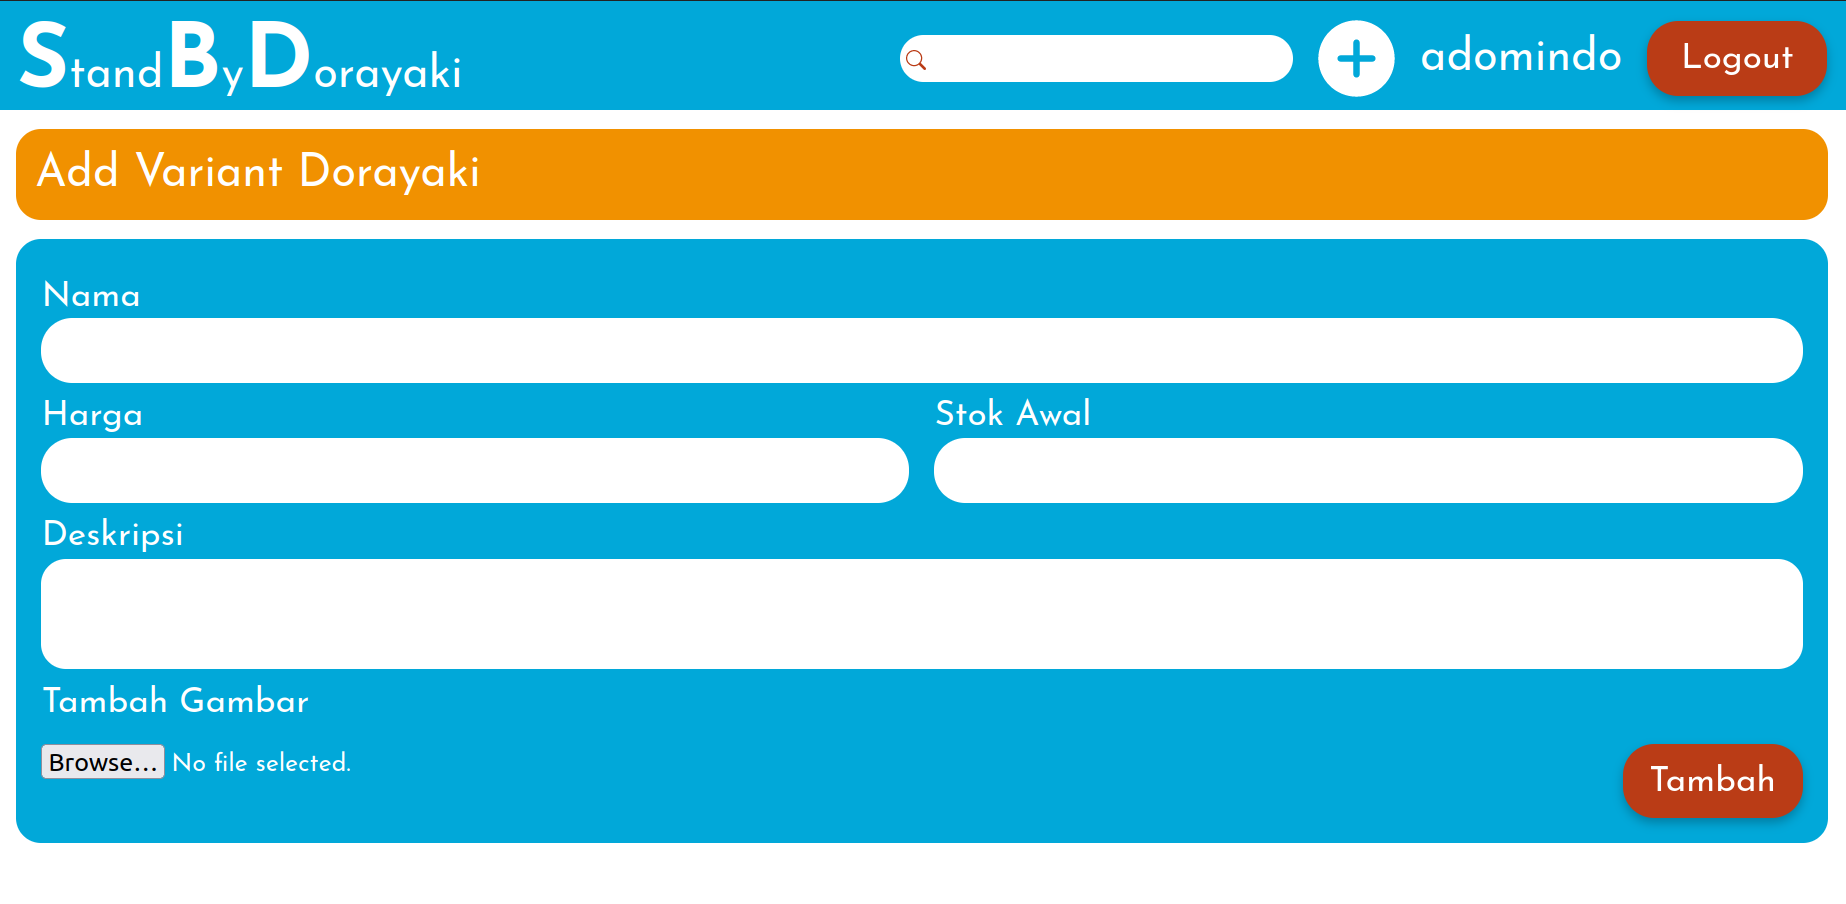 StandByDorayaki adomindo Logout
Add Variant Dorayaki
Nama
Harga Stok Awal
Deskripsi
Tambah Gambar
Browse... No file selected.
Tambah